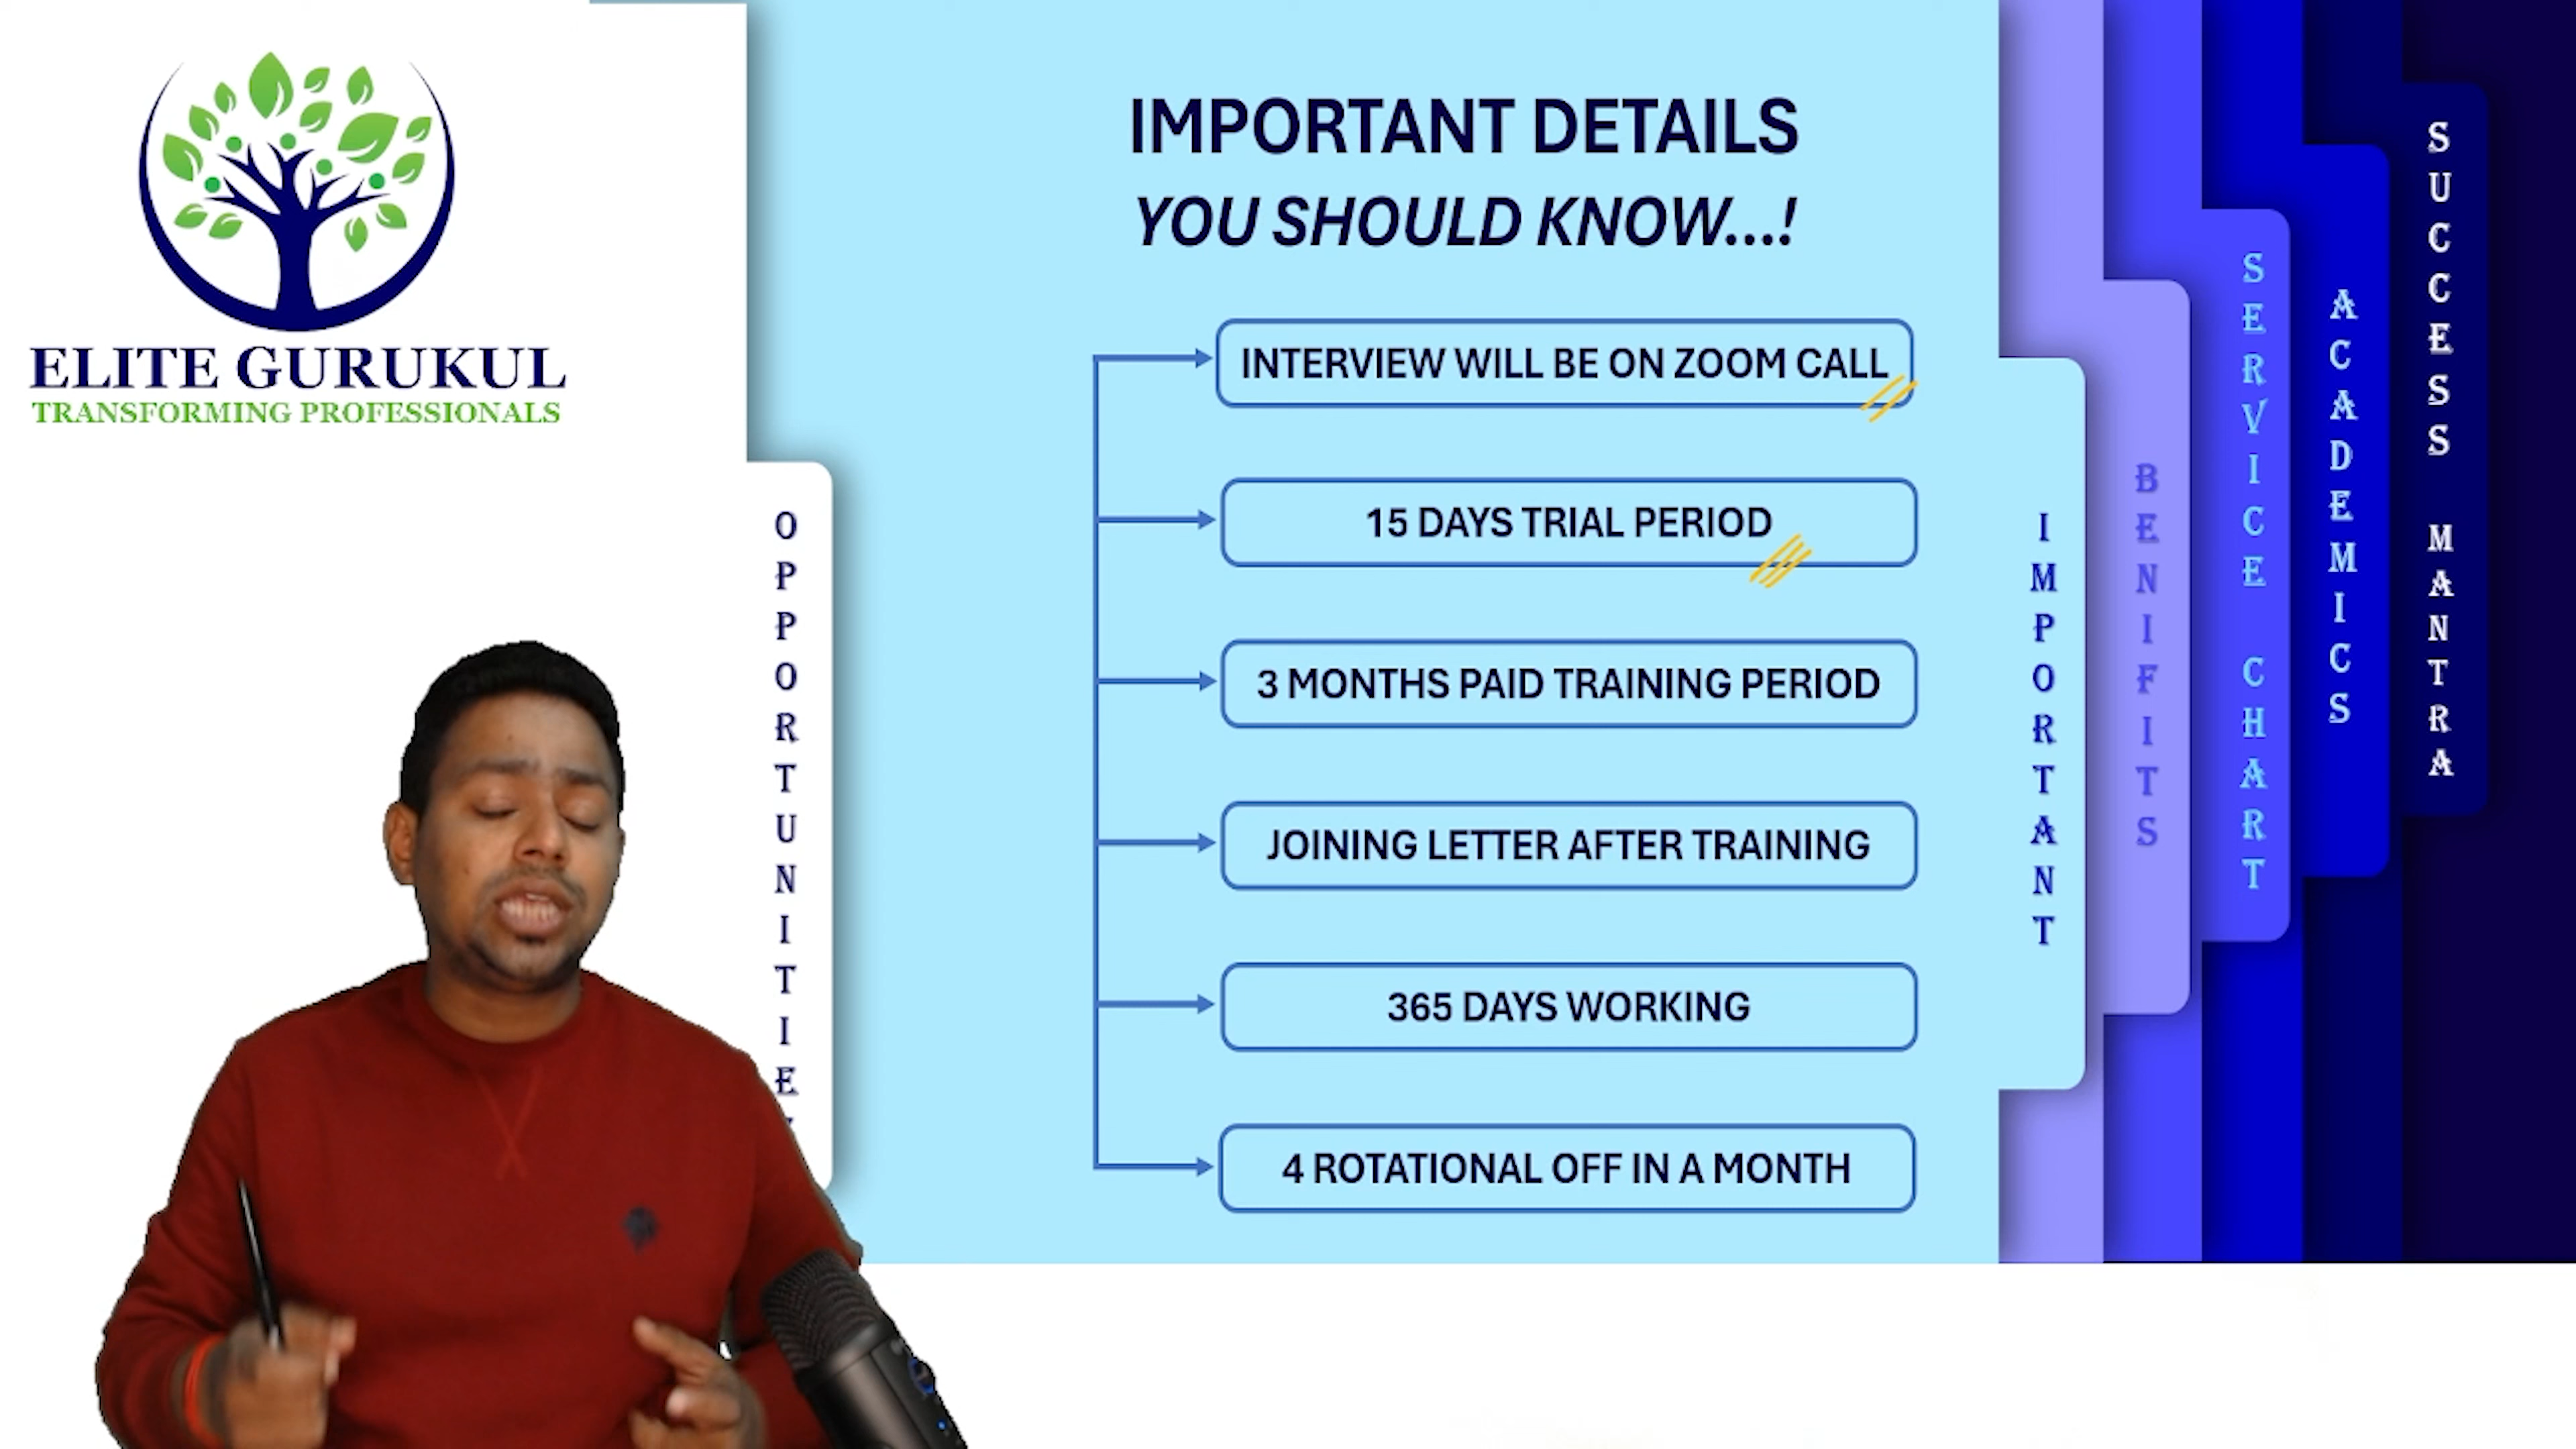 ELITE GURUKUL
TRANSFORMING PROFESSIONALS
OPPORTUNITIE
IMPORTANT DETAILS
YOU SHOULD KNOW...!
INTERVIEW WILL BE ON ZOOM CALL
15 DAYS TRIAL PERIOD
3 MONTHS PAID TRAINING PERIOD
JOINING LETTER AFTER TRAINING
365 DAYS WORKING
4 ROTATIONAL OFF IN A MONTH
IMPORTANT
BENIFITS
SERVICE CHART
ACADEMICS
SUCCESS MANTRA